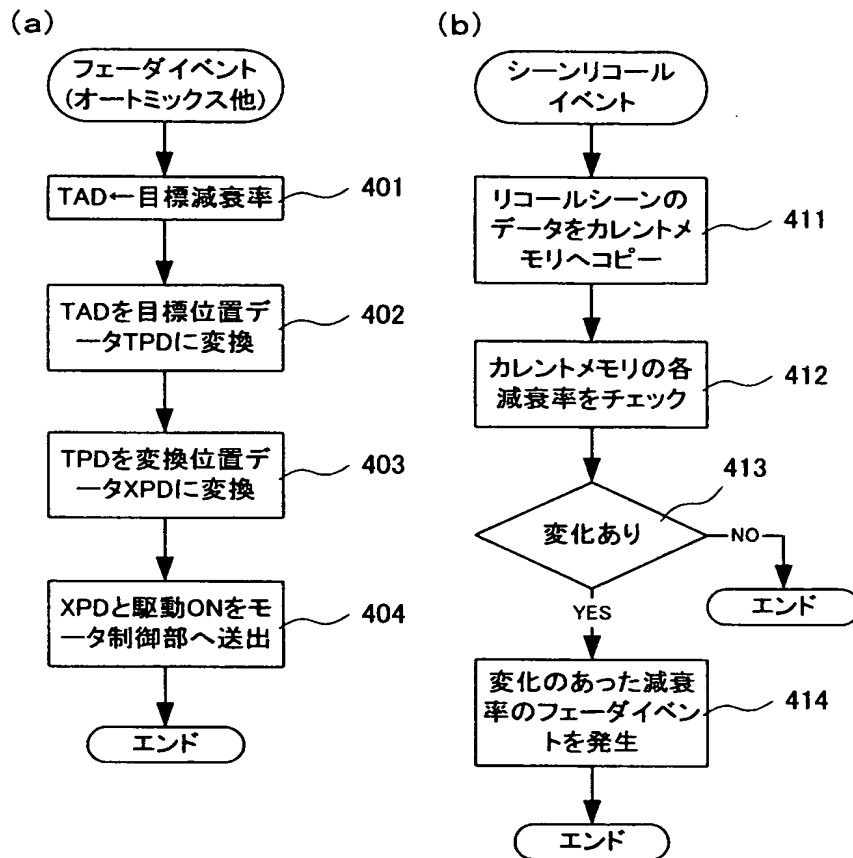 (a)
フェーダイベント
(オートミックス他)
TAD←目標減衰率
401
TADを目標位置デ
ータTPDに変換
402
TPDを変換位置デ
ータXPDに変換
403
XPDと駆動ONをモ
ータ制御部へ送出
404
エンド
(b)
シーンリコール
イベント
リコールシーンの
データをカレントメ
モリへコピー
411
カレントメモリの各
減衰率をチェック
412
変化あり
413
NO
エンド
YES
変化のあった減衰
率のフェーダイベン
トを発生
414
エンド